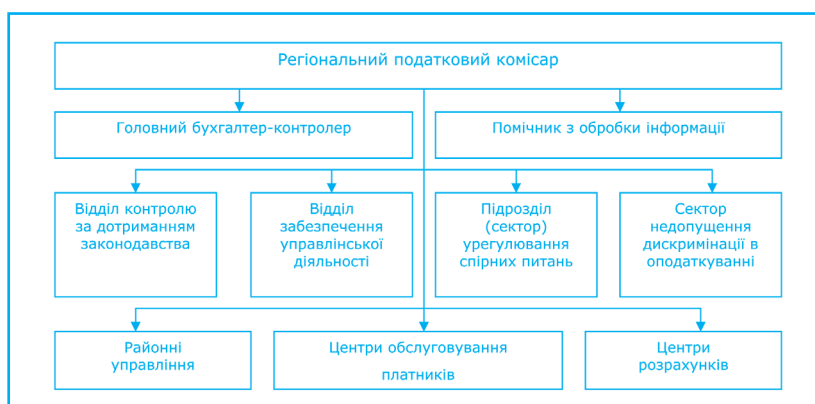 Регіональний податковий комісар
Головний бухгалтер-контролер
Помічник з обробки інформації
Відділ контролю
за дотриманням
законодавства
Відділ
забезпечення
управлінської
діяльності
Підрозділ
(сектор)
урегулювання
спірних питань
Сектор
недопущення
дискримінації в
оподаткуванні
Районні
управління
Центри обслуговування
платників
Центри
розрахунків